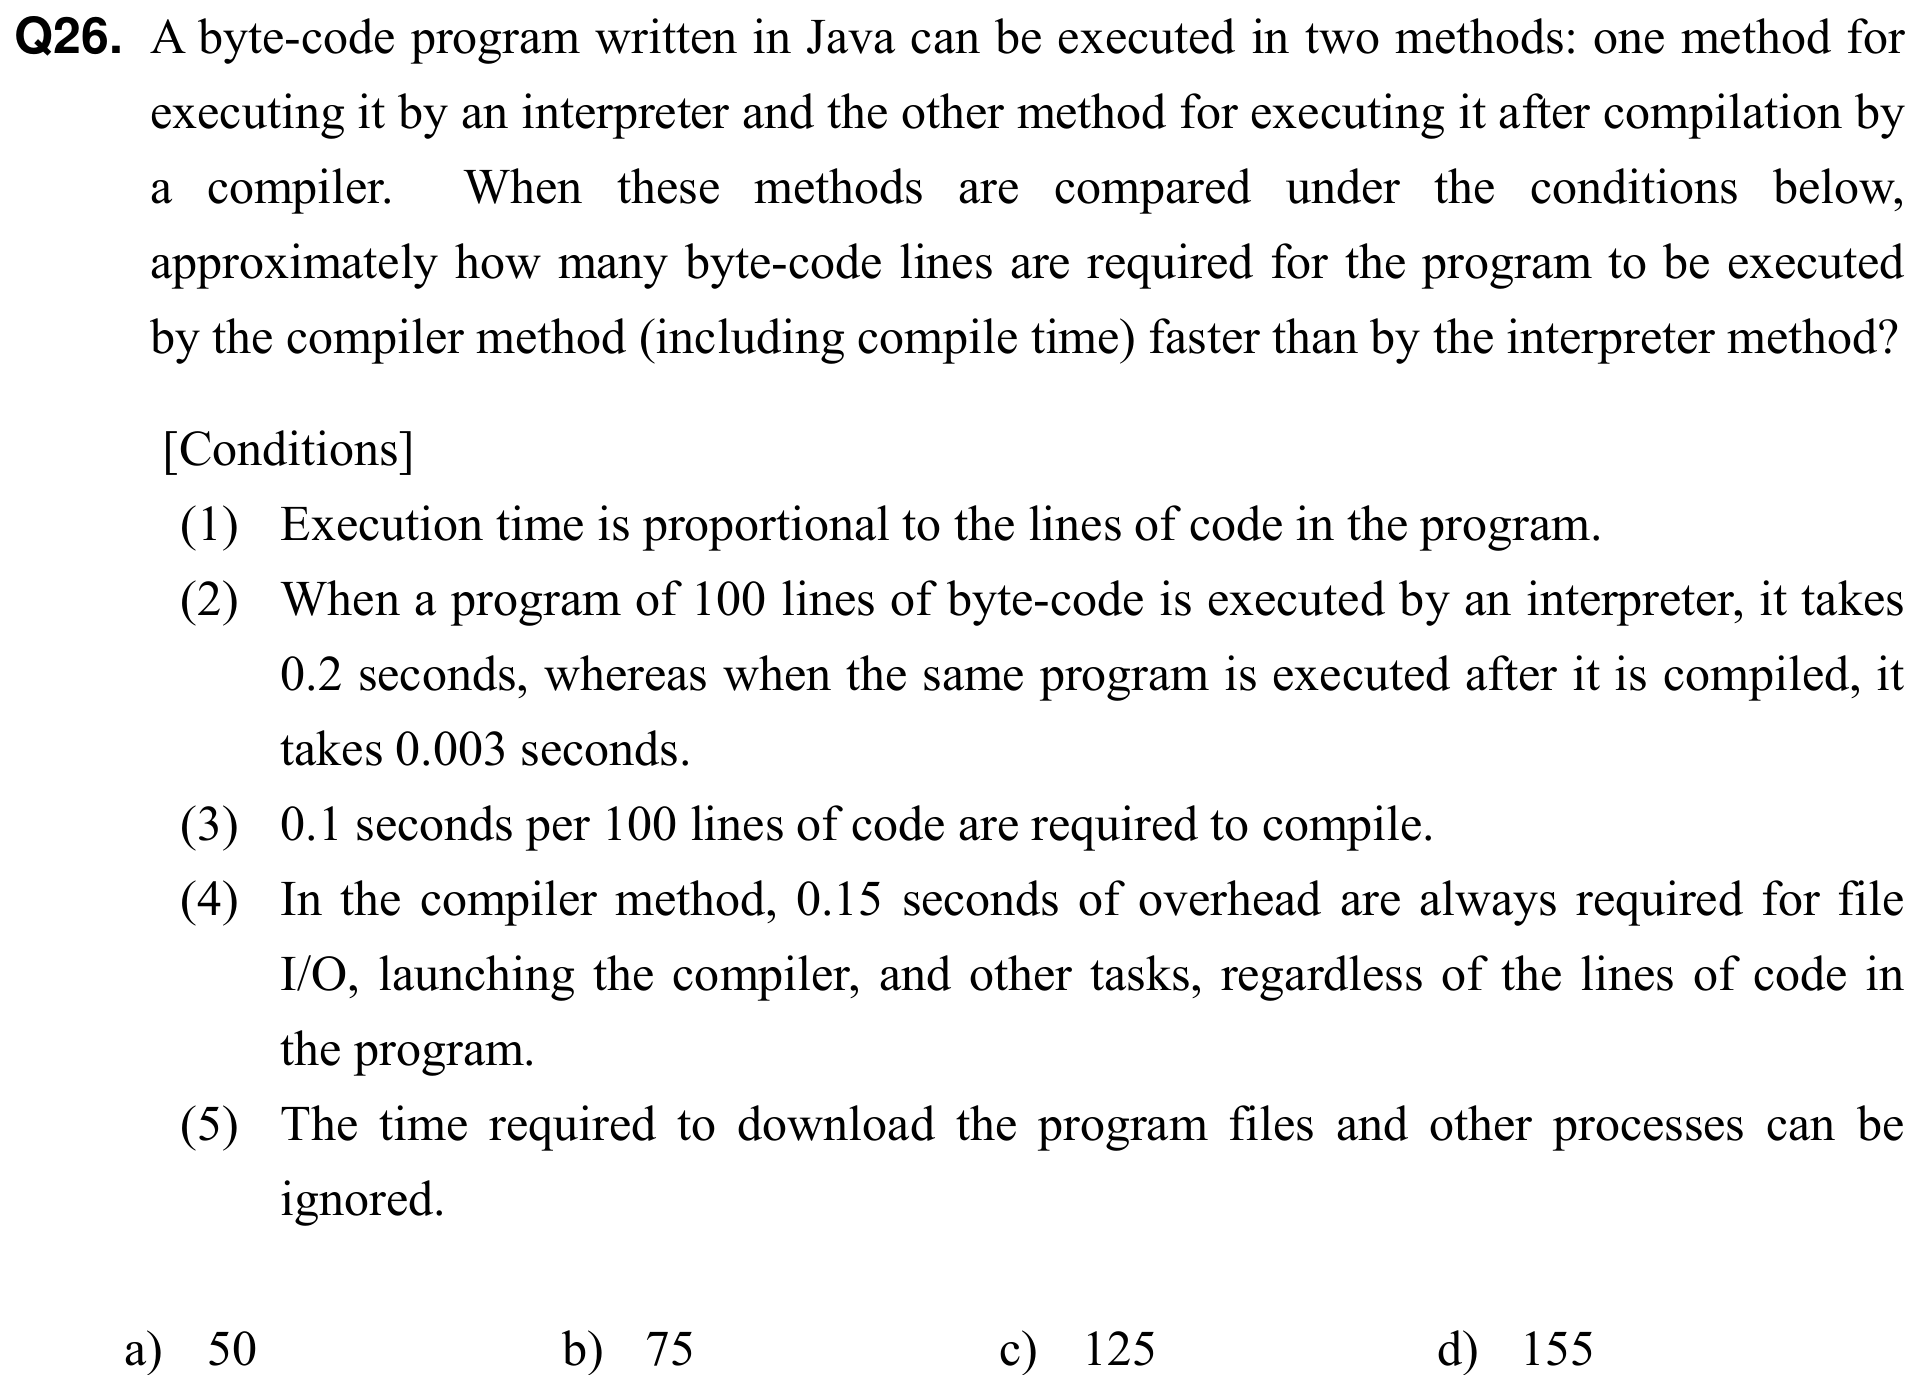 Q26. A byte-code program written in Java can be executed in two methods: one method for
executing it by an interpreter and the other method for executing it after compilation by
a compiler. When these methods are compared under the conditions below,
approximately how many byte-code lines are required for the program to be executed
by the compiler method (including compile time) faster than by the interpreter method?
[Conditions]
(1) Execution time is proportional to the lines of code in the program.
(2) When a program of 100 lines of byte-code is executed by an interpreter, it takes
0.2 seconds, whereas when the same program is executed after it is compiled, it
takes 0.003 seconds.
(3) 0.1 seconds per 100 lines of code are required to compile.
(4) In the compiler method, 0.15 seconds of overhead are always required for file
I/O, launching the compiler, and other tasks, regardless of the lines of code in
the program.
(5) The time required to download the program files and other processes can be
ignored.
a) 50 b) 75 c) 125 d) 155